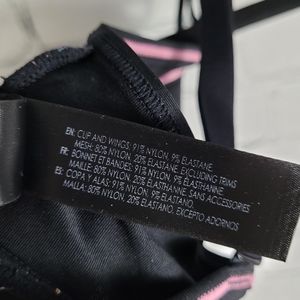 EN: CUP AND WINGS: 91% NYLON, 9% ELASTANE.
MESH: 80% NYLON, 20% ELASTANE, EXCLUDING TRIMS
FR: BONNET ET BANDES: 91% NYLON, 9% ÉLASTHANNE
MAILLE: 80% NYLON, 20% ÉLASTHANNE, SANS ACCESSOIRES
ES: COPA Y ALAS: 91% NYLON, 9% ELASTANO.
MALLA: 80% NYLON, 20% ELASTANO, EXCEPTO ADORNOS